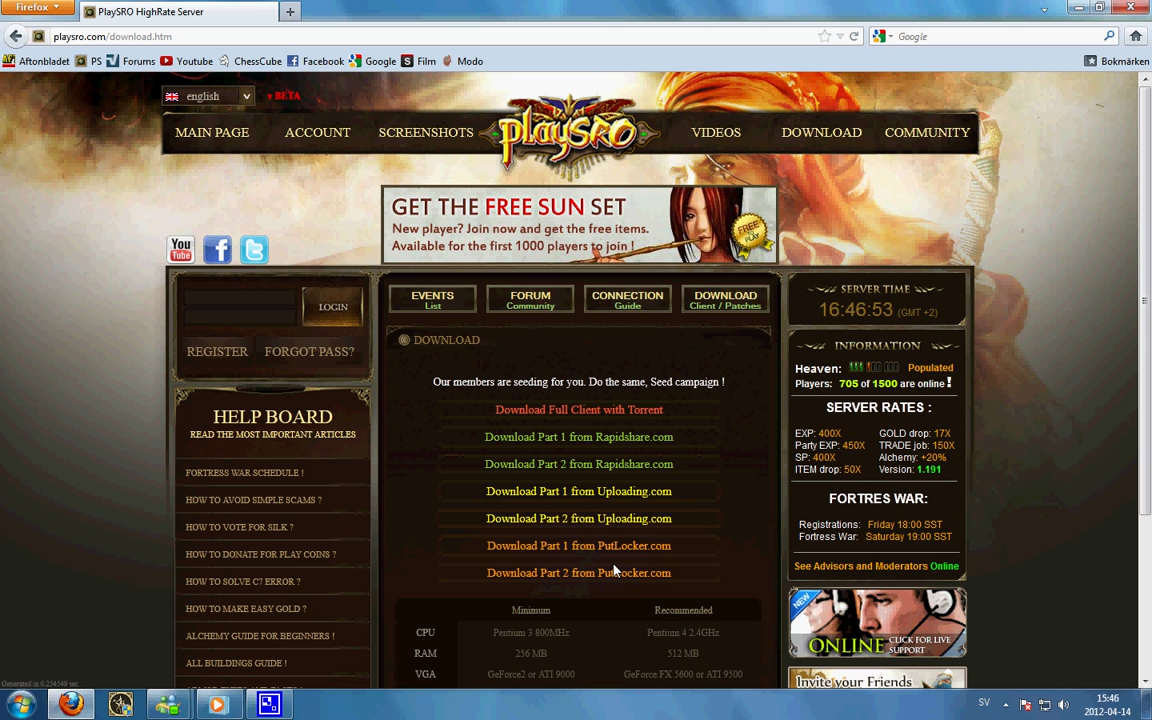 Firefox
PlaySRO HighRate Server
playsro.com/download.htm
Google
Aftonbladet PS Forums Youtube ChessCube Facebook Google Film Modo
Bokmärken
english
BETA
MAIN PAGE ACCOUNT SCREENSHOTS playSRO VIDEOS DOWNLOAD COMMUNITY
GET THE FREE SUN SET
New player? Join now and get the free items.
Available for the first 1000 players to join !
FREE
PLAY
You
Tube
LOGIN
REGISTER FORGOT PASS?
HELP BOARD
READ THE MOST IMPORTANT ARTICLES
FORTRESS WAR SCHEDULE !
HOW TO AVOID SIMPLE SCAMS ?
HOW TO VOTE FOR SILK ?
HOW TO DONATE FOR PLAY COINS ?
HOW TO SOLVE C7 ERROR ?
HOW TO MAKE EASY GOLD ?
ALCHEMY GUIDE FOR BEGINNERS !
ALL BUILDINGS GUIDE !
EVENTS
List
FORUM
Community
CONNECTION
Guide
DOWNLOAD
Client / Patches
DOWNLOAD
Our members are seeding for you. Do the same, Seed campaign !
Download Full Client with Torrent
Download Part 1 from Rapidshare.com
Download Part 2 from Rapidshare.com
Download Part 1 from Uploading.com
Download Part 2 from Uploading.com
Download Part 1 from PutLocker.com
Download Part 2 from PutLocker.com
Minimum Recommended
CPU Pentium 3 800MHz Pentium 4 2.4GHz
RAM 256 MB 512 MB
VGA GeForce2 or ATI 9000 GeForce FX 5600 or ATI 9500
SERVER TIME
16:46:53 (GMT +2)
INFORMATION
Heaven: Populated
Players: 705 of 1500 are online !
SERVER RATES :
EXP: 400X GOLD drop: 17X
Party EXP: 450X TRADE job: 150X
SP: 400X Alchemy: +20%
ITEM drop: 50X Version: 1.191
FORTRES WAR:
Registrations: Friday 18:00 SST
Fortress War: Saturday 19:00 SST
See Advisors and Moderators Online
NEW
ONLINE CLICK FOR LIVE
SUPPORT
Invite your Friends
Generated in 0.254549 sec
SV
15:46
2012-04-14